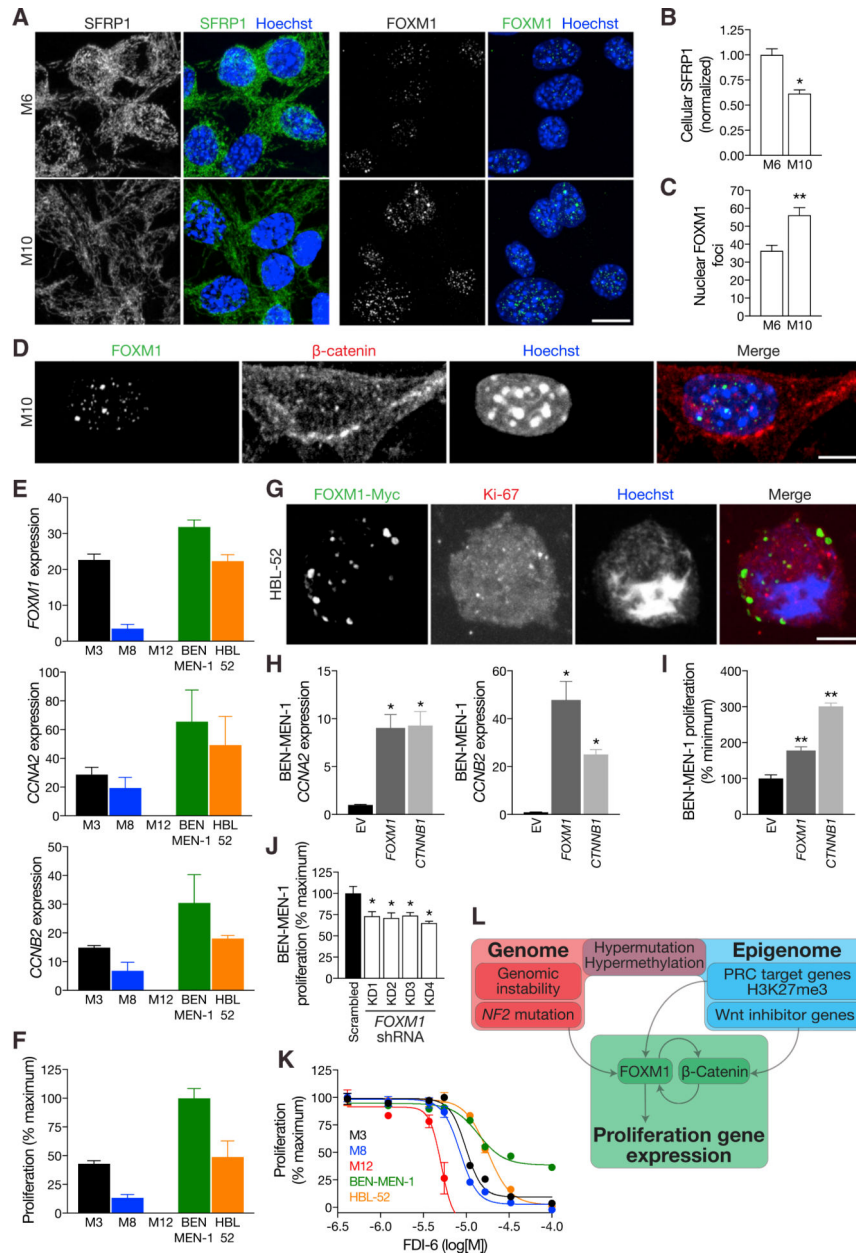 A
SFRP1
SFRP1 Hoechst
FOXM1
FOXM1 Hoechst
M6
M10
B
Cellular SFRP1
(normalized)
1.25
1.00
0.75
0.50
0.25
0.00
*
M6 M10
C
Nuclear FOXM1
foci
70
60
50
40
30
20
10
0
**
M6 M10
D
FOXM1
β-catenin
Hoechst
Merge
M10
E
FOXM1 expression
40
30
20
10
0
M3 M8 M12 BEN HBL
MEN-1 52
CCNA2 expression
100
75
50
25
0
M3 M8 M12 BEN HBL
MEN-1 52
CCNB2 expression
50
40
30
20
10
0
M3 M8 M12 BEN HBL
MEN-1 52
F
Proliferation (% maximum)
125
100
75
50
25
0
M3 M8 M12 BEN HBL
MEN-1 52
G
FOXM1-Myc
Ki-67
Hoechst
Merge
HBL-52
H
BEN-MEN-1
CCNA2 expression
15
10
5
0
* *
EV
FOXM1
CTNNB1
BEN-MEN-1
CCNB2 expression
60
40
20
0
* *
EV
FOXM1
CTNNB1
I
BEN-MEN-1 proliferation
(% minimum)
400
300
200
100
0
** **
EV
FOXM1
CTNNB1
J
BEN-MEN-1
proliferation (% maximum)
125
100
75
50
25
0
* * * *
Scrambled
KD1
KD2
KD3
KD4
FOXM1
shRNA
K
Proliferation
(% maximum)
125
100
75
50
25
0
M3
M8
M12
BEN-MEN-1
HBL-52
-6.5 -6.0 -5.5 -5.0 -4.5 -4.0
FDI-6 (log[M])
L
Genome
Genomic
instability
NF2 mutation
Hypermutation
Hypermethylation
Epigenome
PRC target genes
H3K27me3
Wnt inhibitor genes
FOXM1
β-Catenin
Proliferation gene
expression